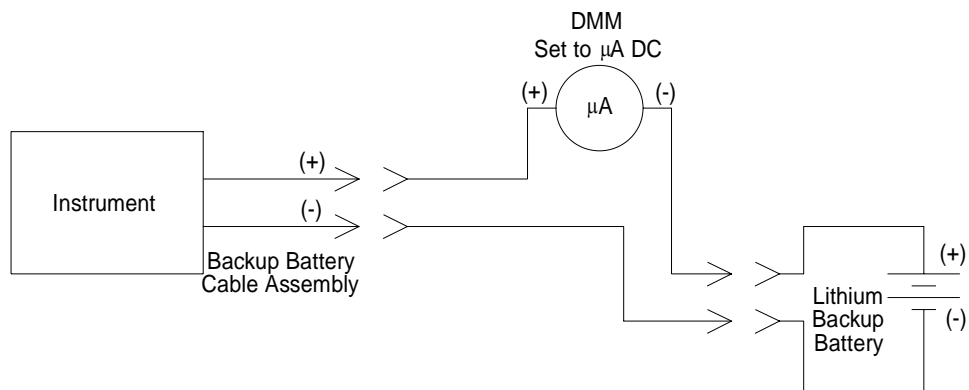 DMM
Set to μA DC
(+)
(-)
μA
(+)
Instrument
(-)
Backup Battery
Cable Assembly
(+)
Lithium
Backup
Battery
(-)